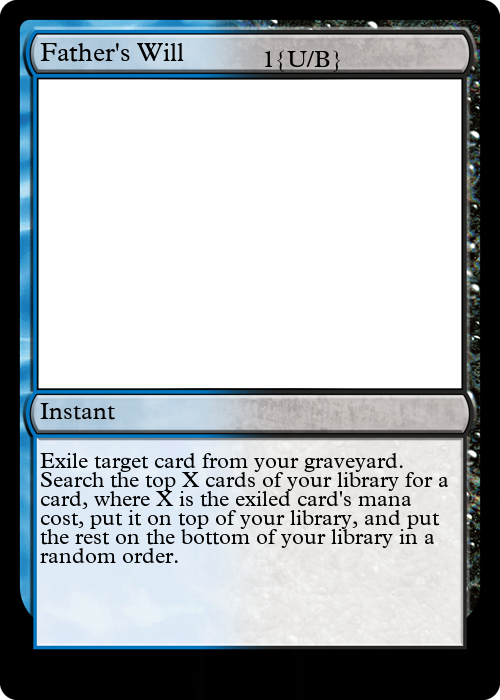 Father's Will 1{U/B}
Instant
Exile target card from your graveyard.
Search the top X cards of your library for a
card, where X is the exiled card's mana
cost, put it on top of your library, and put
the rest on the bottom of your library in a
random order.